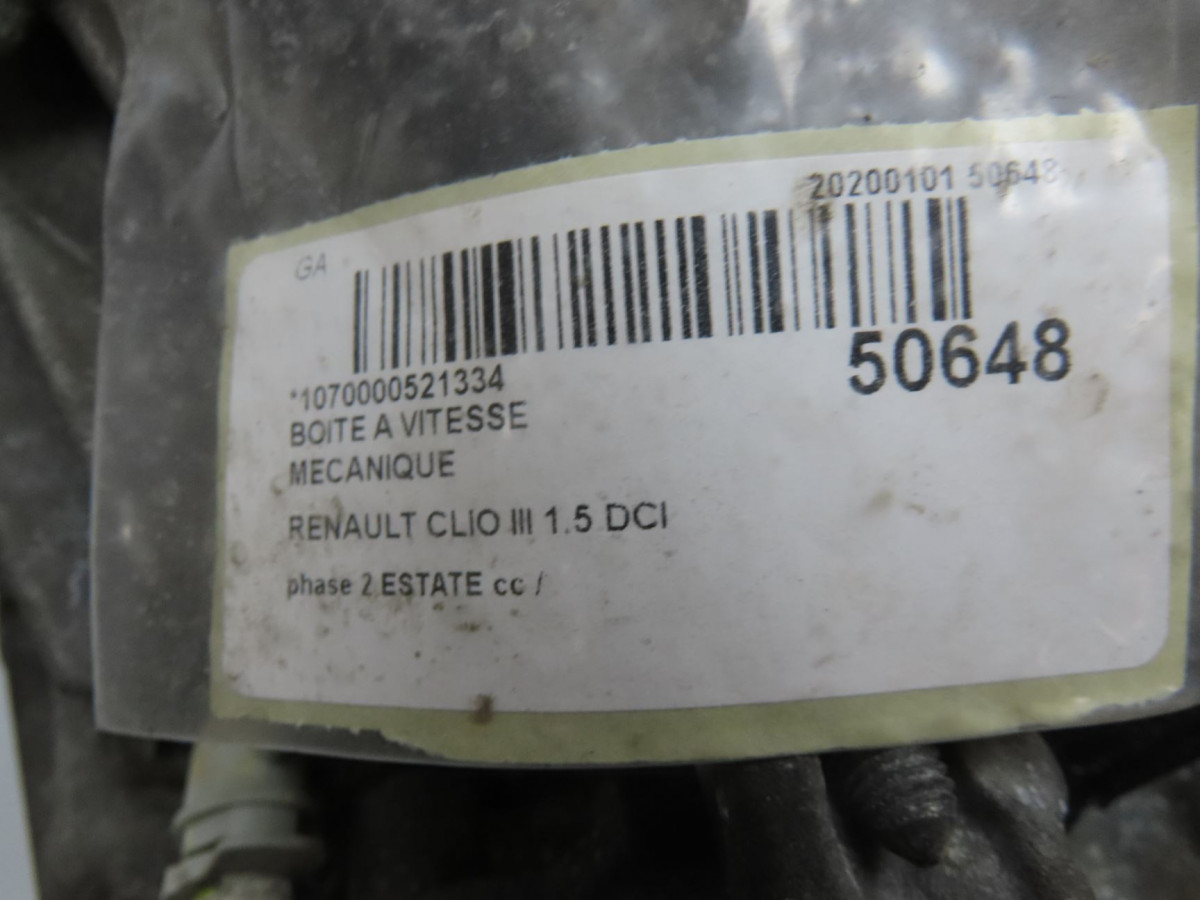 20200101 50648
GA
50648
*1070000521334
BOITE A VITESSE
MECANIQUE
RENAULT CLIO III 1.5 DCI
phase 2 ESTATE cc /